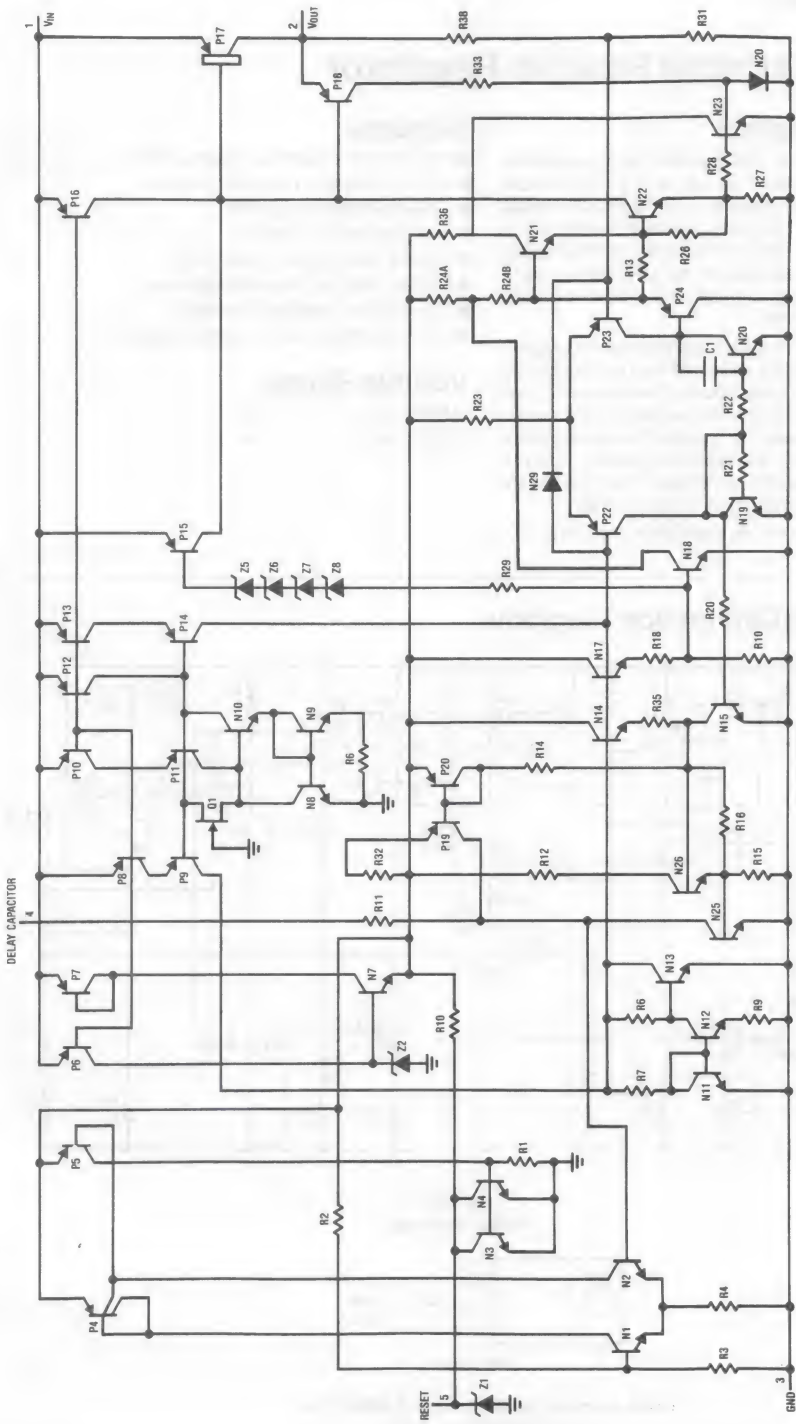 DELAY CAPACITOR
4
1
VIN
P4
P5
P6
P7
P8
P10
P12
P13
P15
P16
P17
P9
P11
P14
Q1
N10
N9
N8
R6
Z5
Z6
Z7
Z8
2
VOUT
P18
R2
N7
Z2
R11
R32
P19
P20
R10
R12
R14
R29
R23
R24A
R24B
R36
R38
R33
RESET
5
Z1
N3
N4
R1
N1
N2
R3
R4
R7
R6
N11
N12
N13
R9
N25
N26
R16
R15
N14
R35
N15
N17
R18
R10
R20
N18
N29
P22
P23
N19
R21
R22
C1
N20
P24
R13
N21
N22
R26
R27
R28
N23
N20
R31
3
GND